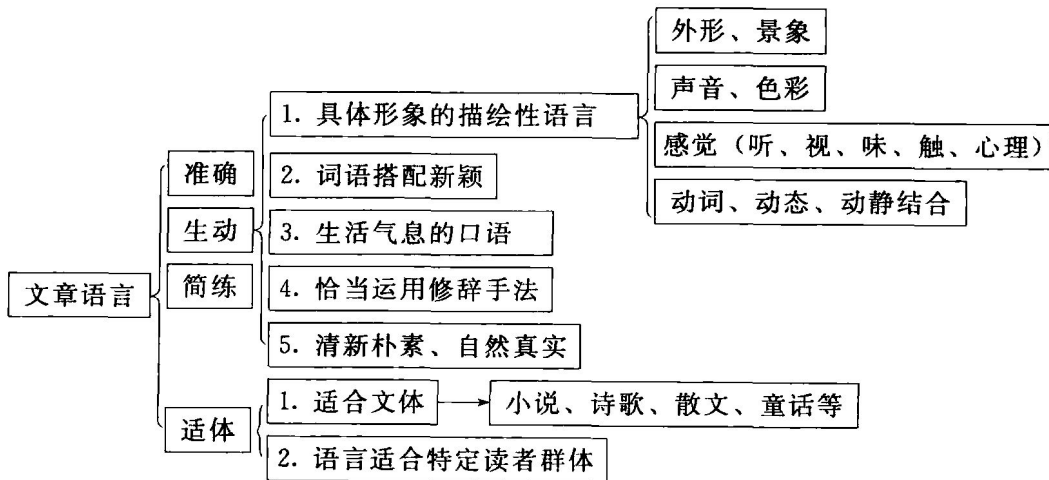 文章语言
准确
生动
简练
1. 具体形象的描绘性语言
外形、景象
声音、色彩
感觉（听、视、味、触、心理）
动词、动态、动静结合
2. 词语搭配新颖
3. 生活气息的口语
4. 恰当运用修辞手法
5. 清新朴素、自然真实
适体
1. 适合文体
小说、诗歌、散文、童话等
2. 语言适合特定读者群体